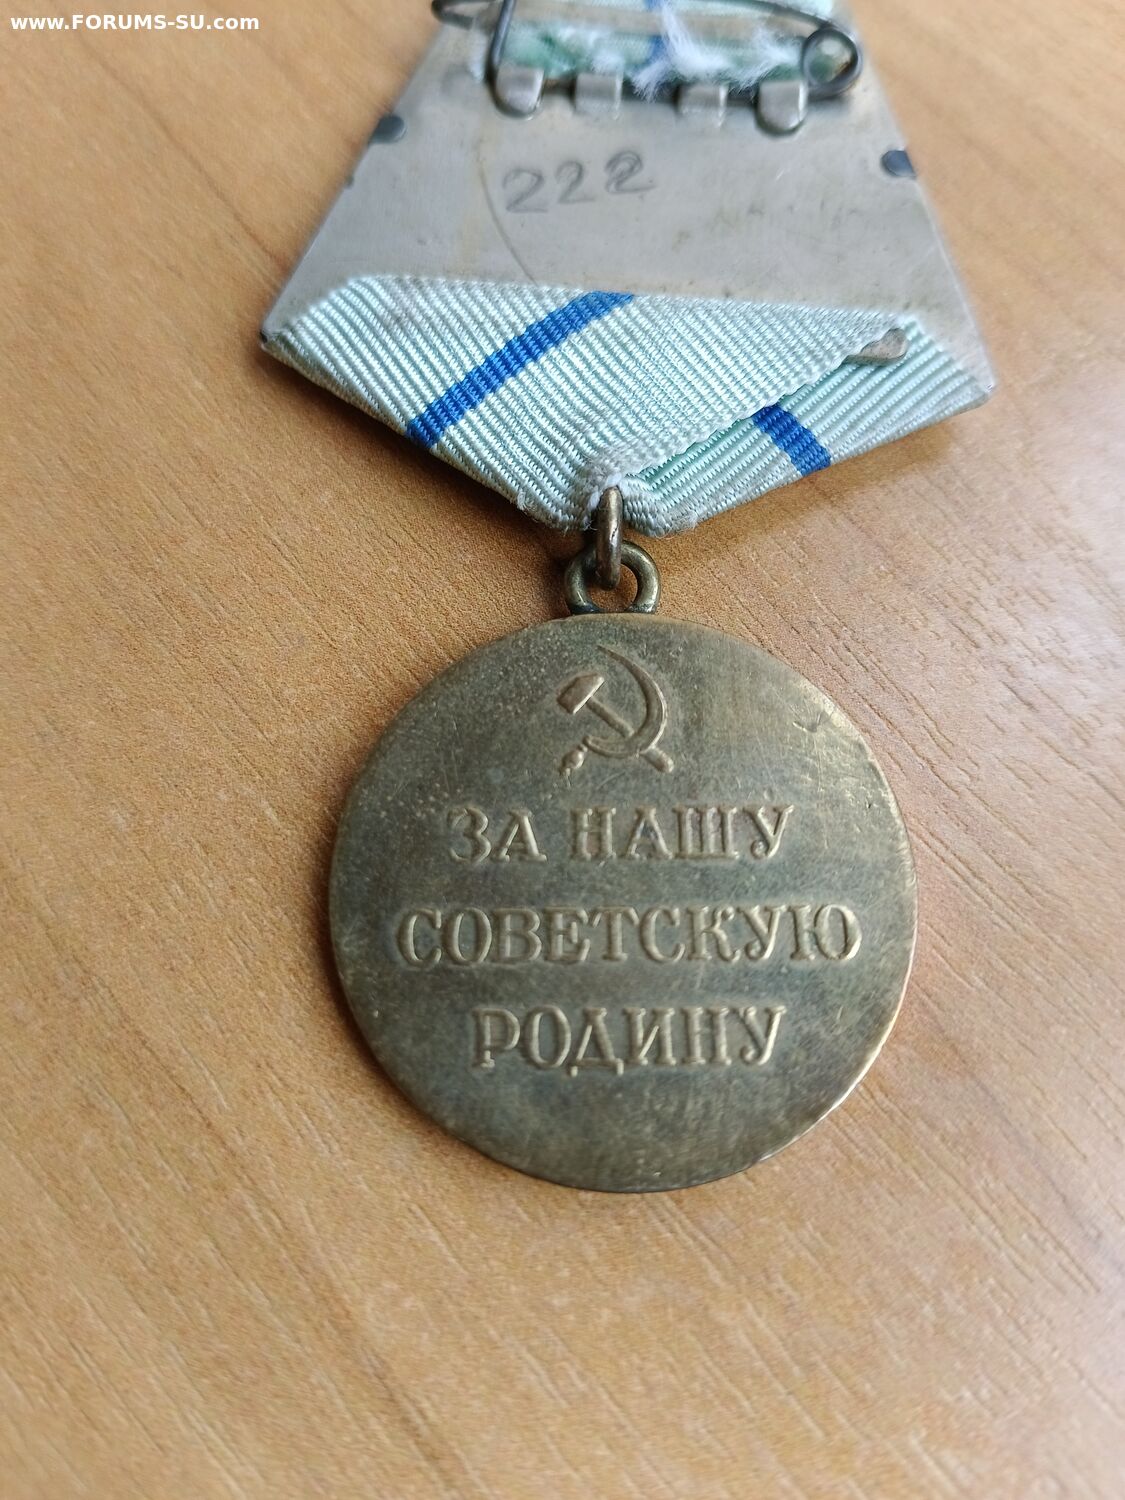 www.FORUMS-SU.com
222
ЗА НАШУ
СОВЕТСКУЮ
РОДИНУ